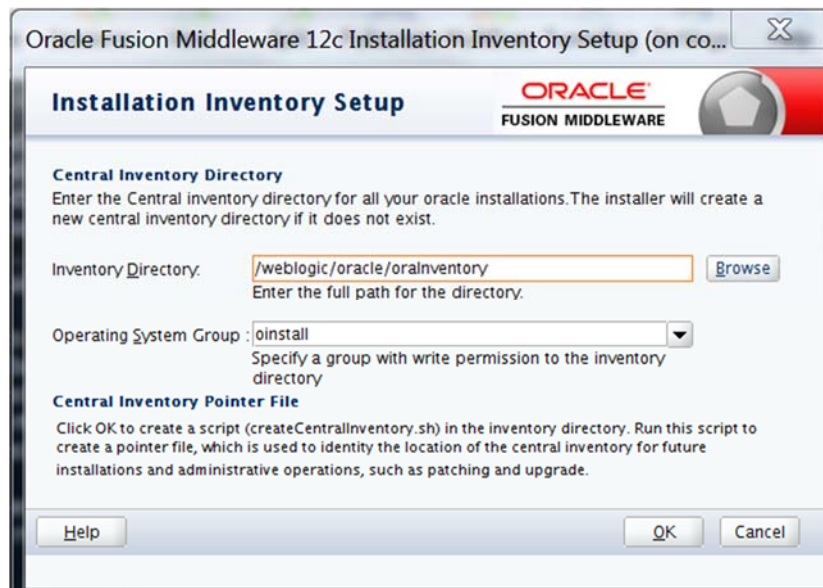 Oracle Fusion Middleware 12c Installation Inventory Setup (on co...
Installation Inventory Setup
ORACLE
FUSION MIDDLEWARE
Central Inventory Directory
Enter the Central inventory directory for all your oracle installations.The installer will create a
new central inventory directory if it does not exist.
Inventory Directory: /weblogic/oracle/oraInventory Browse
Enter the full path for the directory.
Operating System Group : oinstall
Specify a group with write permission to the inventory
directory
Central Inventory Pointer File
Click OK to create a script (createCentralInventory.sh) in the inventory directory. Run this script to
create a pointer file, which is used to identity the location of the central inventory for future
installations and administrative operations, such as patching and upgrade.
Help OK Cancel